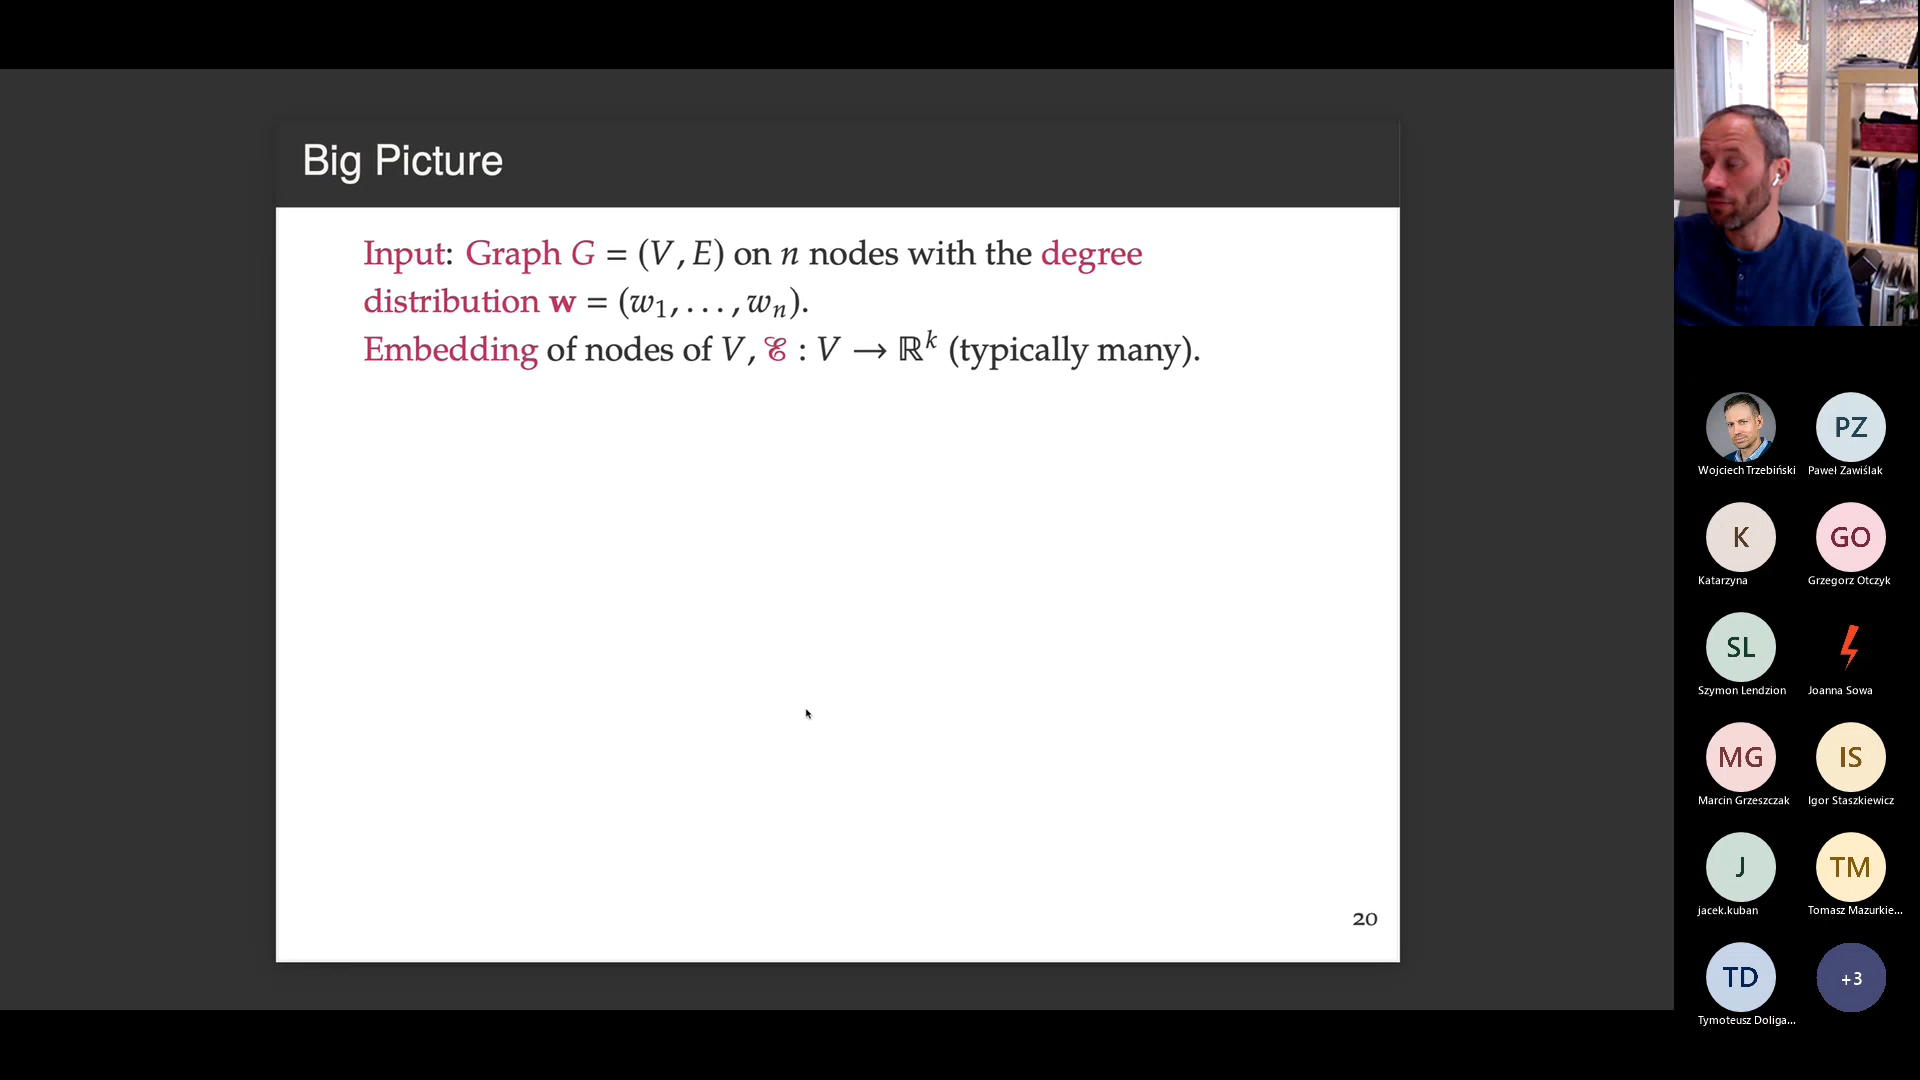 Big Picture
Input: Graph G = (V, E) on n nodes with the degree
distribution w = (w₁, . . . , wₙ).
Embedding of nodes of V, ℰ : V → ℝᵏ (typically many).
20
Wojciech Trzebiński
PZ
Paweł Zawiślak
K
Katarzyna
GO
Grzegorz Otczyk
SL
Szymon Lendzion
Joanna Sowa
MG
Marcin Grzeszczak
IS
Igor Staszkiewicz
J
jacek.kuban
TM
Tomasz Mazurkie...
TD
Tymoteusz Doliga...
+3